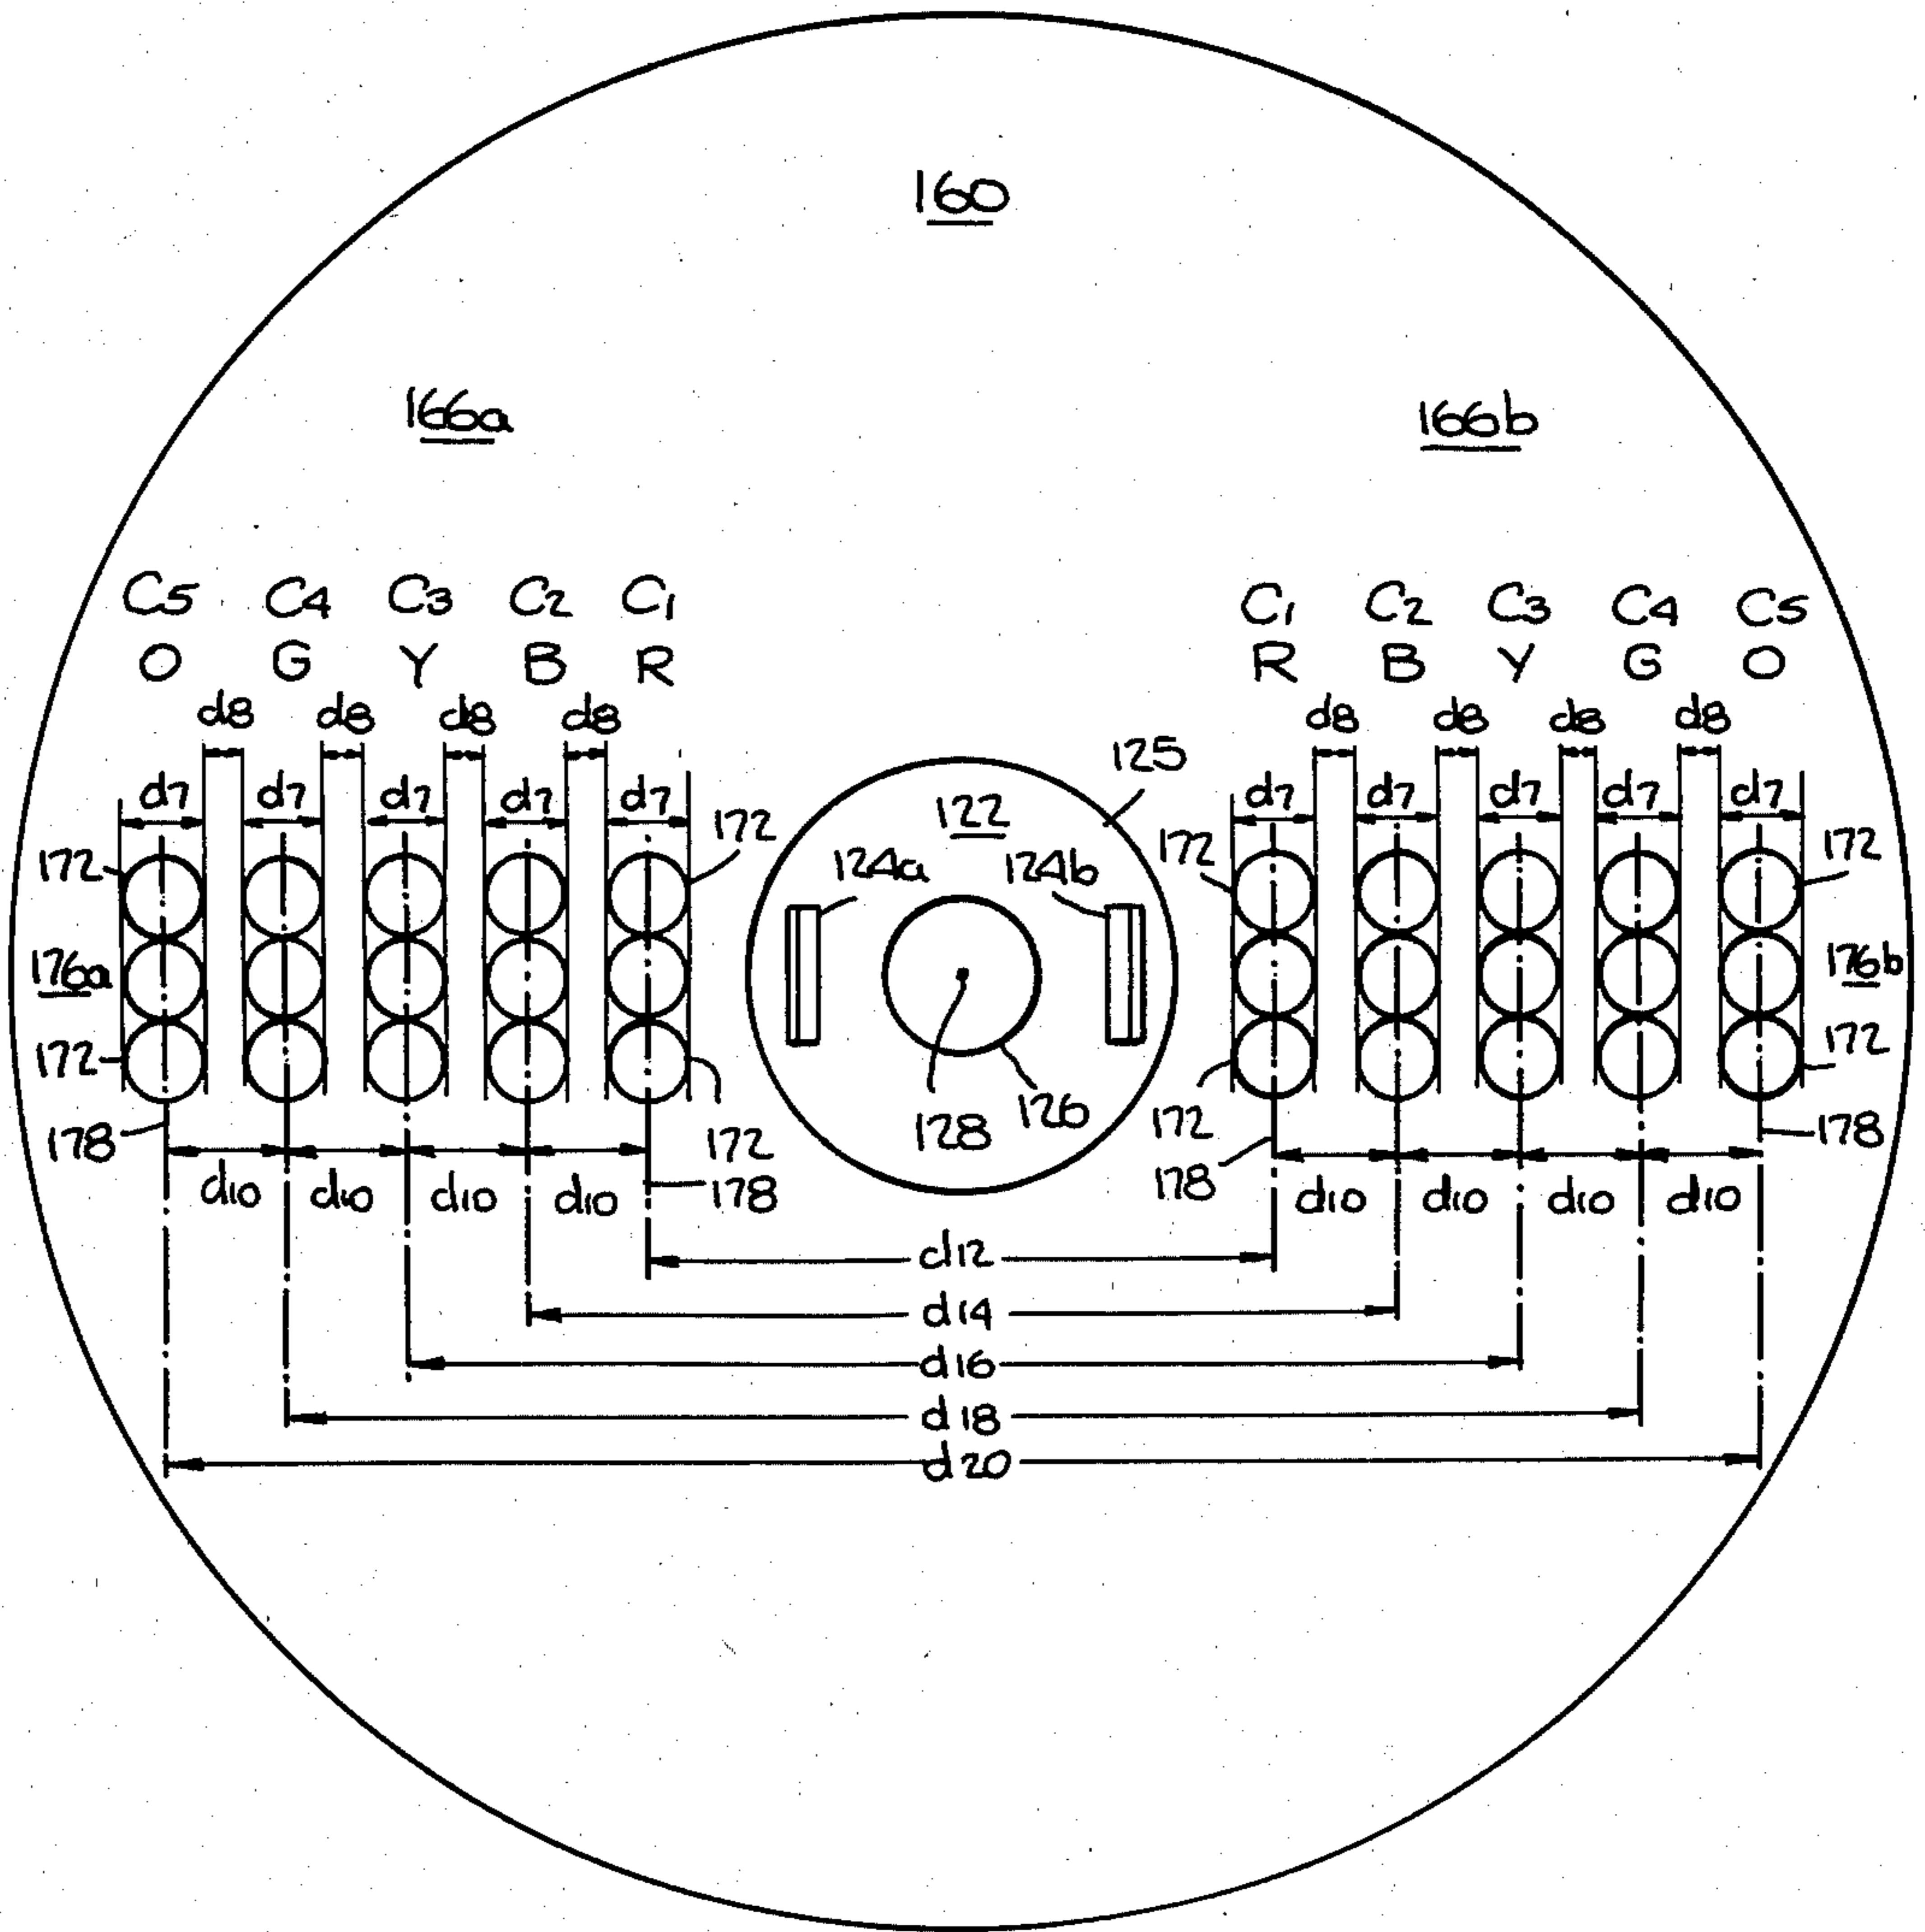 160
166a 166b
C5 C4 C3 C2 C1 C1 C2 C3 C4 C5
O G Y B R R B Y G O
d8 d8 d8 d8 d8 d8 d8 d8
125
d7 d7 d7 d7 d7 d7 d7 d7 d7 d7
172 122 172 172
172 124a 124b
176a 176b
172 172
126
178 128 172 172 178
178 178
d10 d10 d10 d10 d10 d10 d10 d10
d12
d14
d16
d18
d20